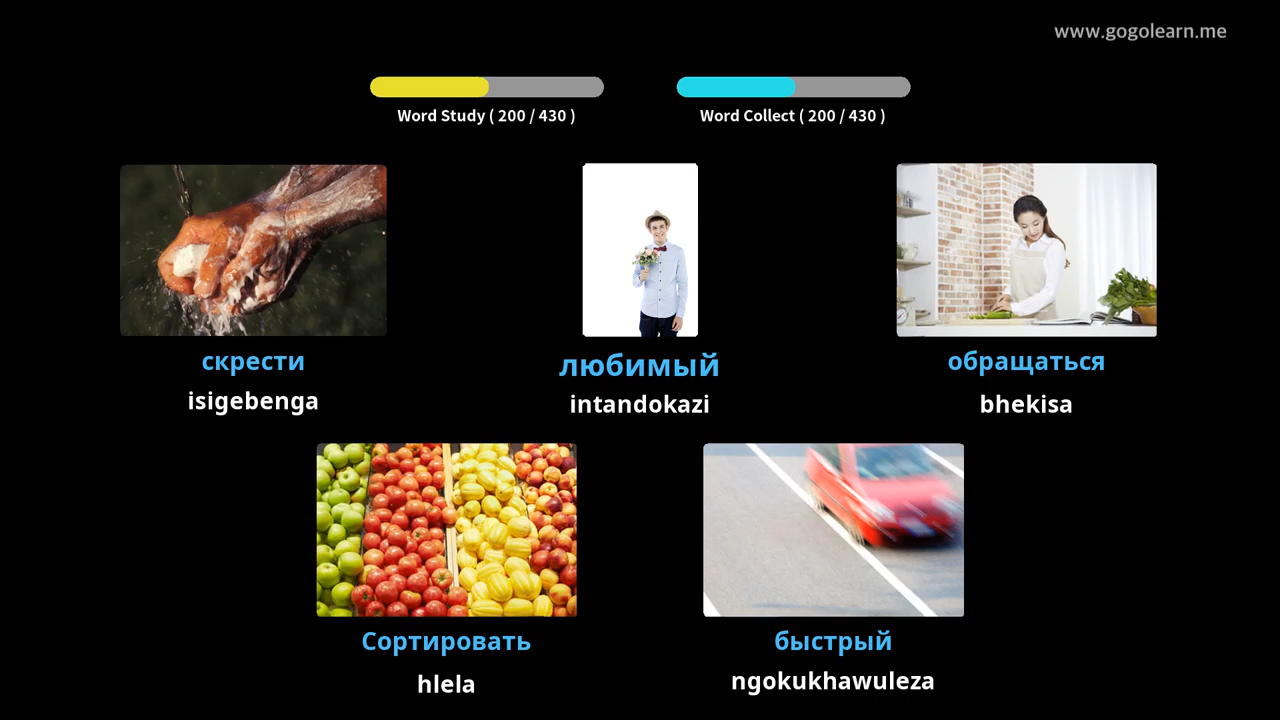 www.gogolearn.me
Word Study ( 200 / 430 )
Word Collect ( 200 / 430 )
скрести
isigebenga
любимый
intandokazi
обращаться
bhekisa
Сортировать
hlela
быстрый
ngokukhawuleza